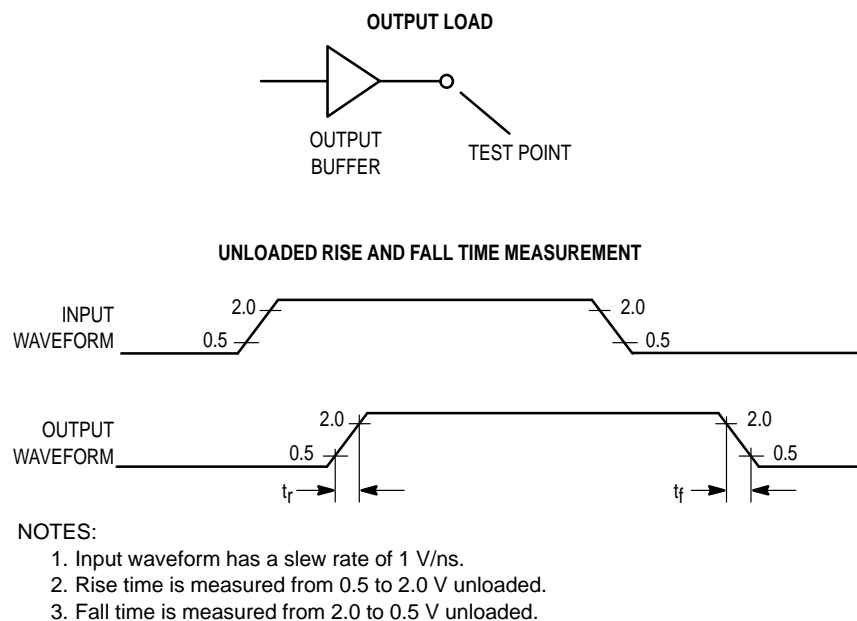 OUTPUT LOAD
OUTPUT
BUFFER
TEST POINT
UNLOADED RISE AND FALL TIME MEASUREMENT
INPUT
WAVEFORM
2.0
0.5
2.0
0.5
OUTPUT
WAVEFORM
2.0
0.5
2.0
0.5
tr
tf
NOTES:
1. Input waveform has a slew rate of 1 V/ns.
2. Rise time is measured from 0.5 to 2.0 V unloaded.
3. Fall time is measured from 2.0 to 0.5 V unloaded.